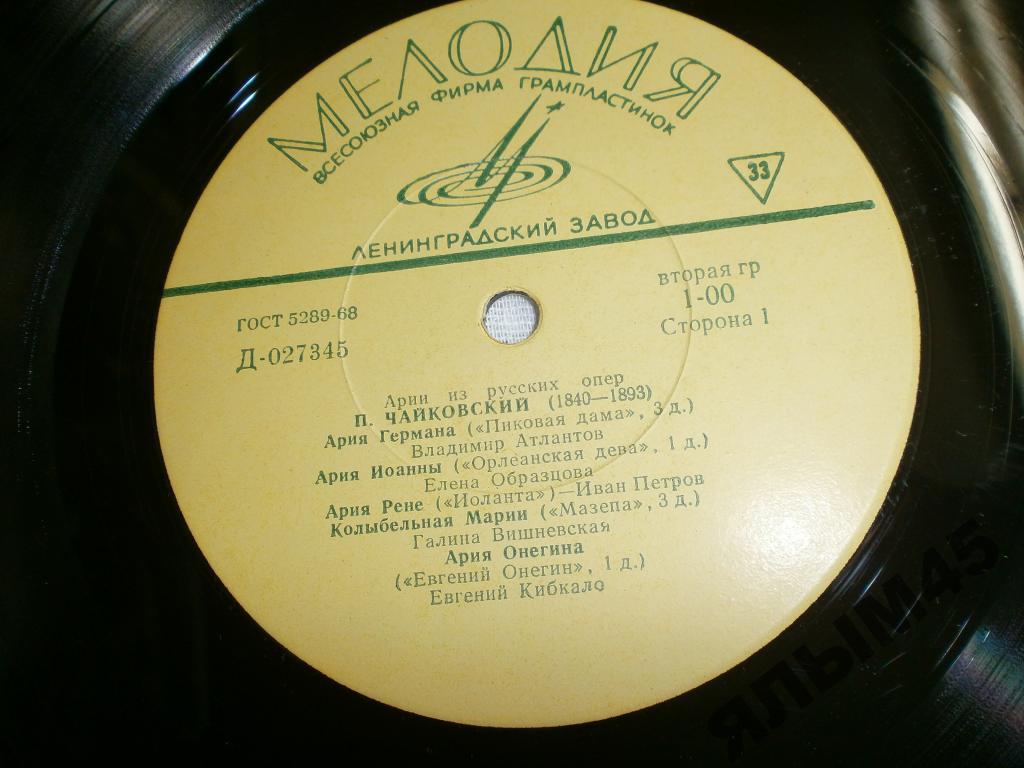 МЕЛОДИЯ
ВСЕСОЮЗНАЯ ФИРМА ГРАМПЛАСТИНОК
33
ЛЕНИНГРАДСКИЙ ЗАВОД
ГОСТ 5289-68
Д-027345
вторая гр
1-00
Сторона 1
Арии из русских опер
П. ЧАЙКОВСКИЙ (1840—1893)
Ария Германа («Пиковая дама», 3 д.)
Владимир Атлантов
Ария Иоанны («Орлеанская дева», 1 д.)
Елена Образцова
Ария Рене («Иоланта»)—Иван Петров
Колыбельная Марии («Мазепа», 3 д.)
Галина Вишневская
Ария Онегина
(«Евгений Онегин», 1 д.)
Евгений Кибкало
ЯЛЫМ45